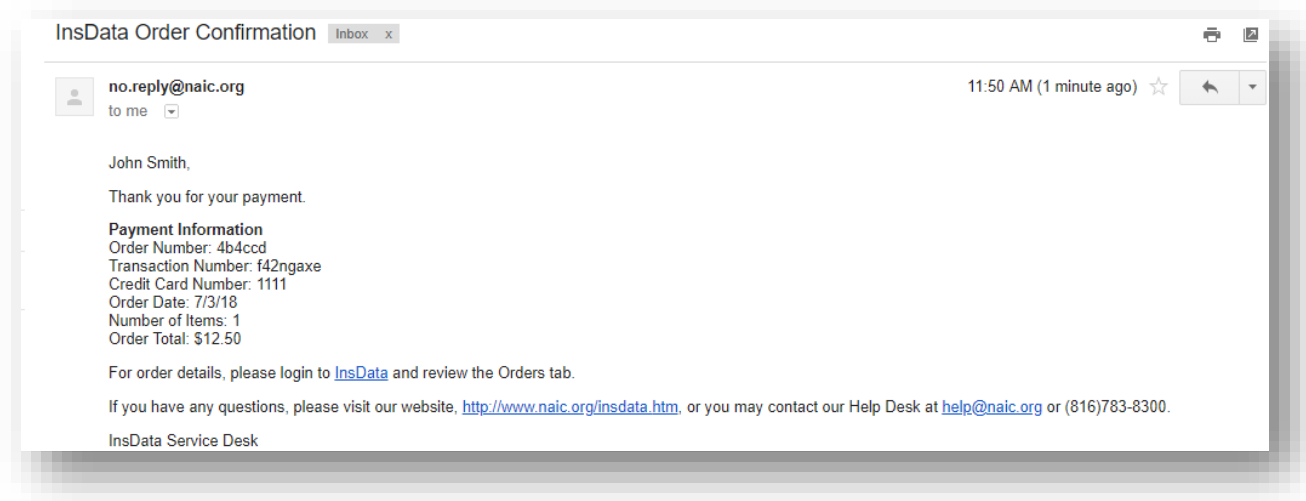 InsData Order Confirmation Inbox x
no.reply@naic.org 11:50 AM (1 minute ago)
to me
John Smith,
Thank you for your payment.
Payment Information
Order Number: 4b4ccd
Transaction Number: f42ngaxe
Credit Card Number: 1111
Order Date: 7/3/18
Number of Items: 1
Order Total: $12.50
For order details, please login to InsData and review the Orders tab.
If you have any questions, please visit our website, http://www.naic.org/insdata.htm, or you may contact our Help Desk at help@naic.org or (816)783-8300.
InsData Service Desk